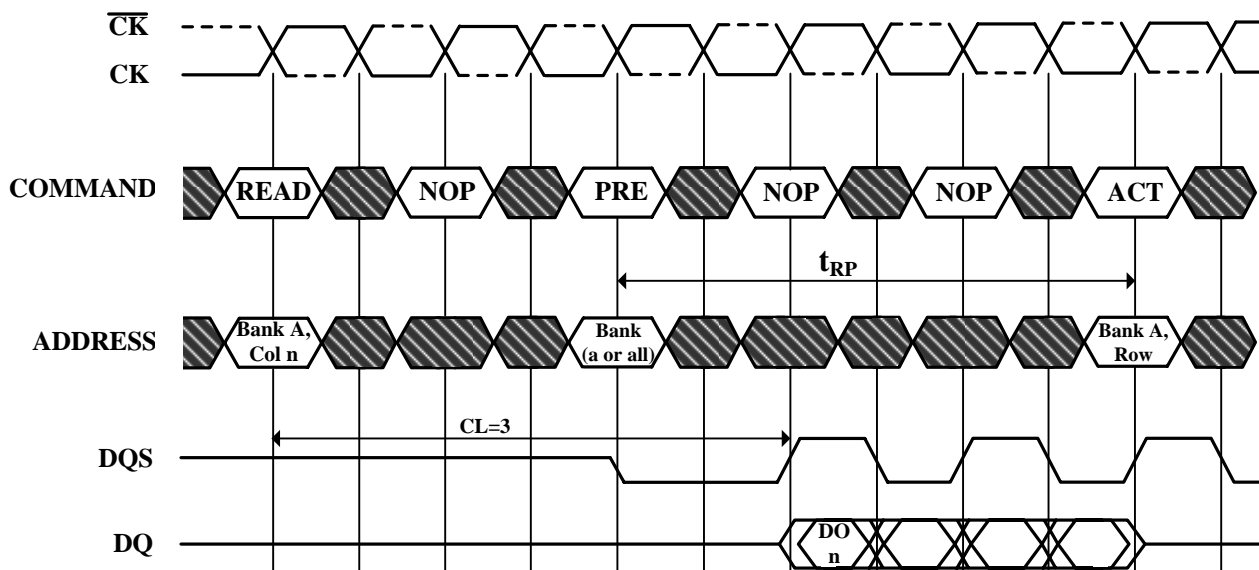 CK
CK
COMMAND READ NOP PRE NOP NOP ACT
tRP
ADDRESS Bank A, Col n Bank (a or all) Bank A, Row
CL=3
DQS
DQ DO n